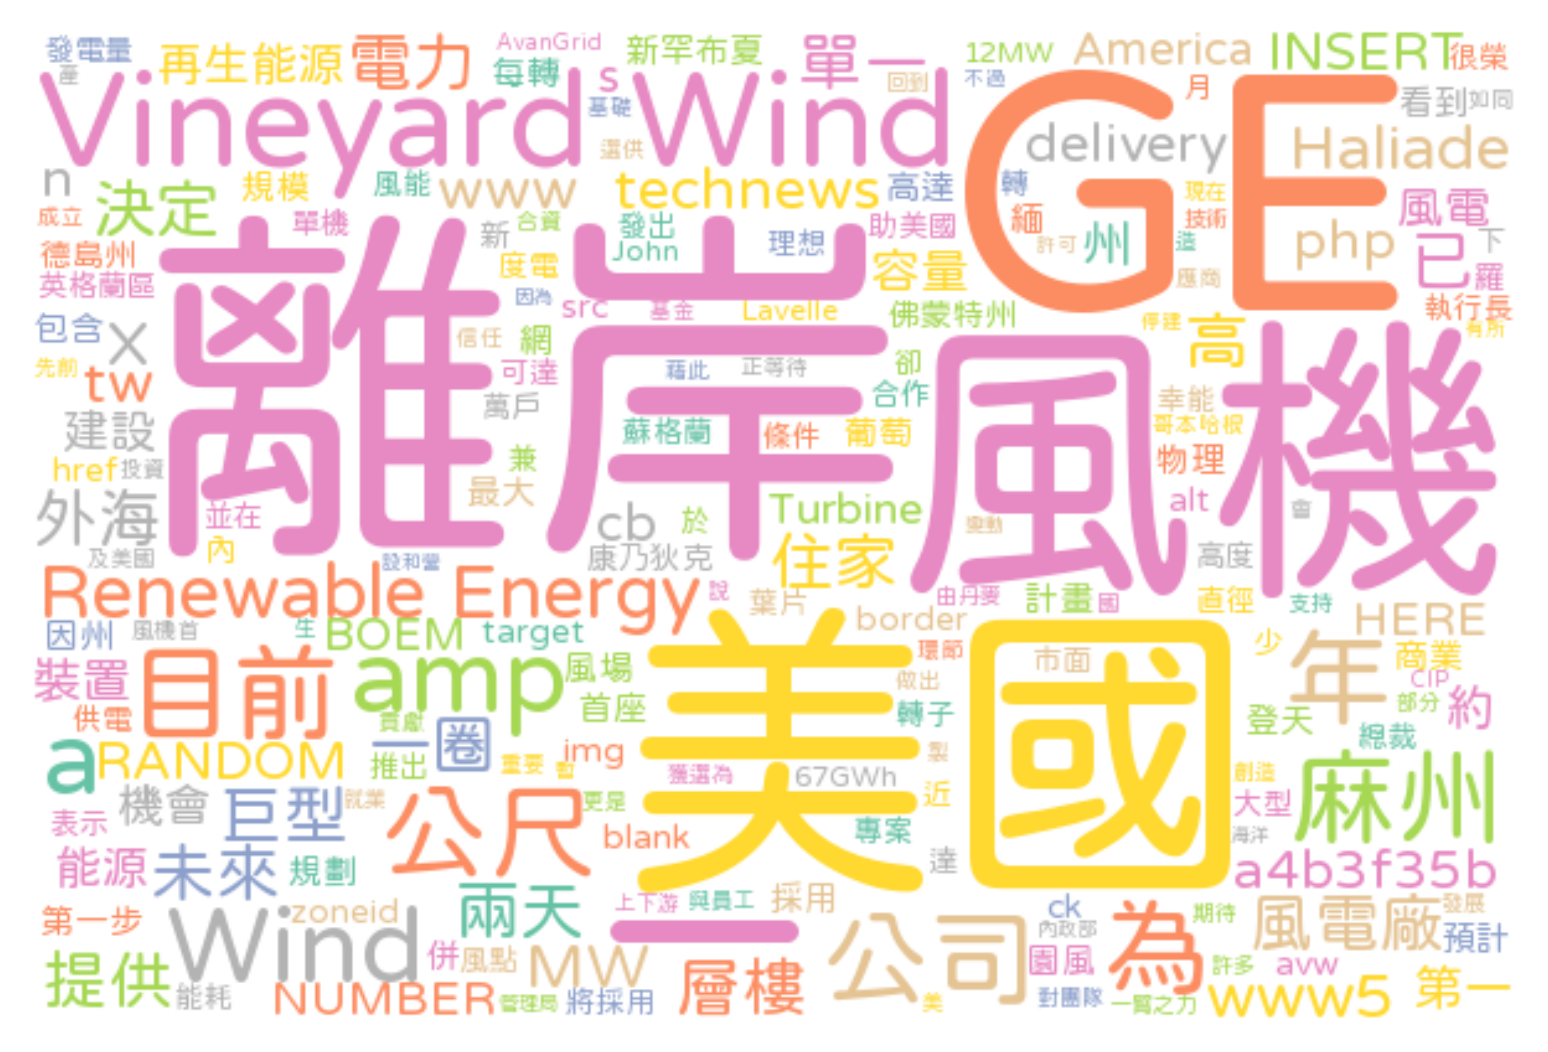 發電量
產
再生能源
電力
AvanGrid
每轉
s
新罕布夏
基礎
單一
回到
12MW
不過
America
月
INSERT
很榮
看到
如同
Vineyard Wind
選供
GE
delivery
Haliade
n
決定
規模
風能
www
technews
高達
轉
現在
技術
風電
成立
單機
新
合資
發出
John
理想
助美國
緬
州
許可
造
php
已
下
羅
德島州
英格蘭區
度電
因為
src
基金
Lavelle
容量
佛蒙特州
應商
執行長
有所
包含
X
離岸風機
信任
網
停建
高
先前
tw
可達
萬戶
藉此
正等待
卻
合作
幸能
哥本哈根
建設
蘇格蘭
條件
葡萄
物理
href
投資
兼
最大
外海
並在
cb
於
Turbine
alt
會
及美國
內
設和營
康乃狄克
住家
高度
Renewable Energy
說
葉片
border
由丹麥
計畫
國
直徑
支持
HERE
因州
風機首
生
BOEM
target
美國
環節
市面
少
年
商業
CIP
裝置
目前
amp
風場
做出
部分
約
供電
貢獻
首座
轉子
登天
總裁
a
RANDOM
一圈
推出
重要
暫
img
獲選為
67GWh
製
創造
麻州
機會
巨型
就業
公尺
更是
近
大型
海洋
表示
blank
專案
能源
未來
規劃
達
a4b3f35b
第一步
Wind
zoneid
兩天
上下游
與員工
採用
公司
ck
內政部
為
期待
風電廠
發展
預計
一
提供
能耗
併
風點
MW
層樓
園風
許多
avw
NUMBER
管理局
將採用
美
對團隊
一臂之力
www5
第一